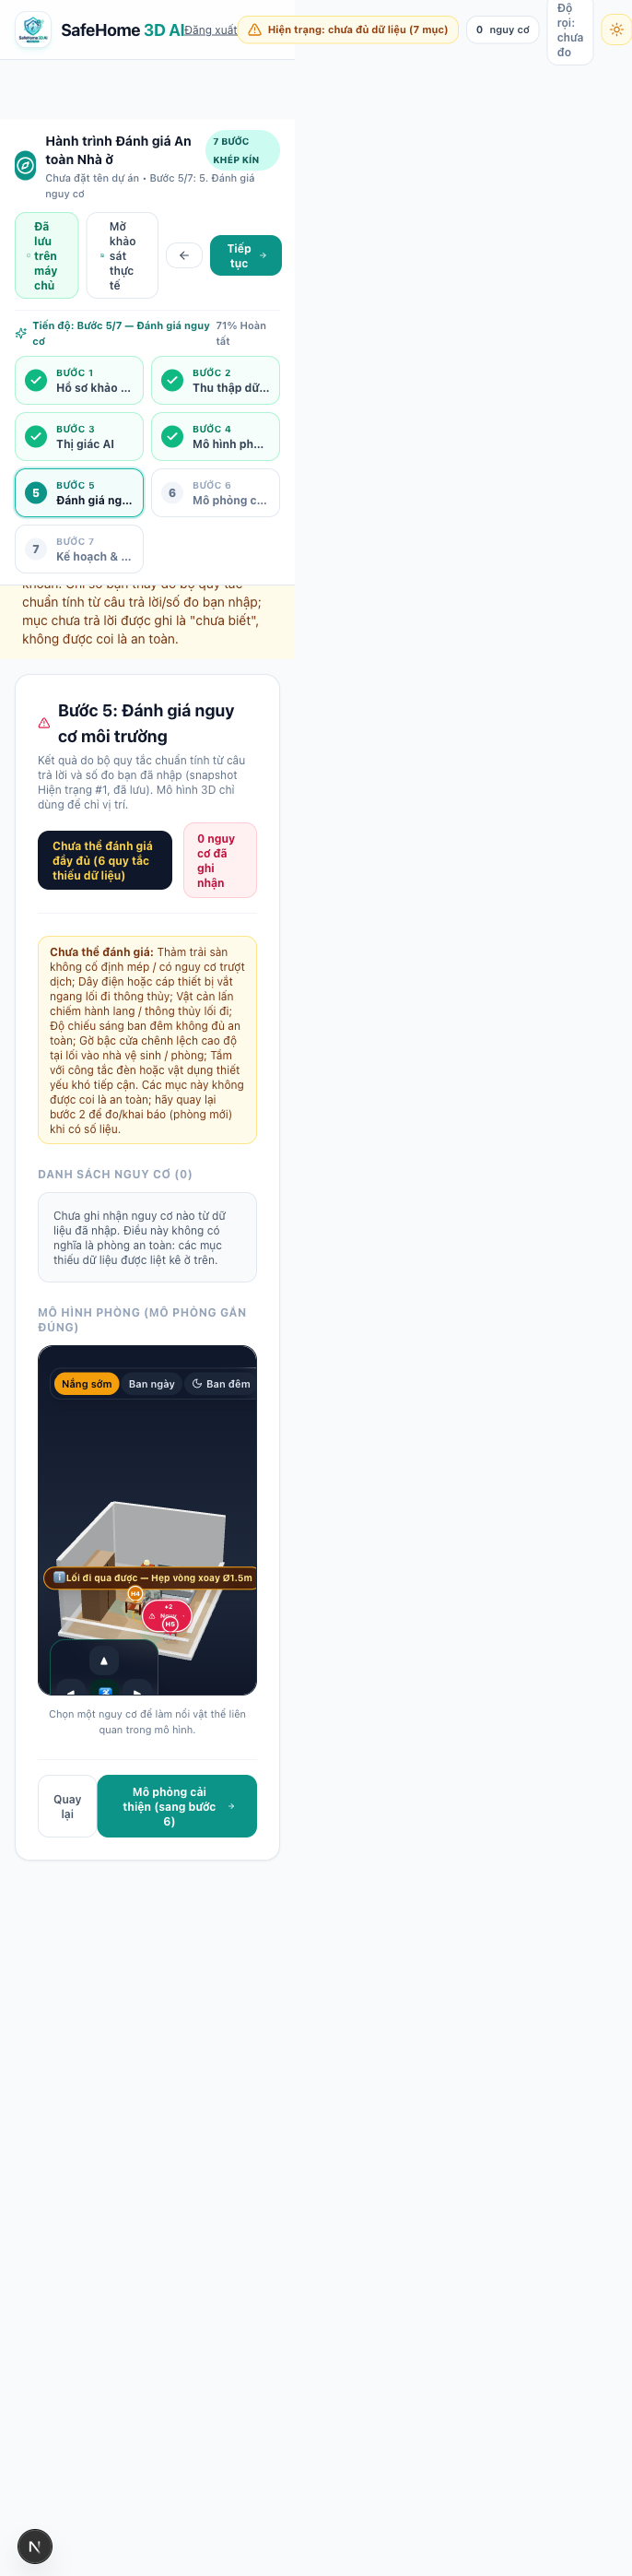 SafeHome 3D AI
Đăng xuất
Hiện trạng: chưa đủ dữ liệu (7 mục)
0 nguy cơ
Độ
rọi:
chưa
đo
Hành trình Đánh giá An
toàn Nhà ở
7 BƯỚC
KHÉP KÍN
Chưa đặt tên dự án • Bước 5/7: 5. Đánh giá
nguy cơ
Đã
lưu
trên
máy
chủ
Mở
khảo
sát
thực
tế
Tiếp
tục
Tiến độ: Bước 5/7 — Đánh giá nguy
cơ
71% Hoàn
tất
BƯỚC 1
Hồ sơ khảo ...
BƯỚC 2
Thu thập dữ...
BƯỚC 3
Thị giác AI
BƯỚC 4
Mô hình ph...
5
BƯỚC 5
Đánh giá ng...
6
BƯỚC 6
Mô phỏng c...
7
BƯỚC 7
Kế hoạch & ...
chuẩn tính từ câu trả lời/số đo bạn nhập;
mục chưa trả lời được ghi là "chưa biết",
không được coi là an toàn.
Bước 5: Đánh giá nguy
cơ môi trường
Kết quả do bộ quy tắc chuẩn tính từ câu
trả lời và số đo bạn đã nhập (snapshot
Hiện trạng #1, đã lưu). Mô hình 3D chỉ
dùng để chỉ vị trí.
Chưa thể đánh giá
đầy đủ (6 quy tắc
thiếu dữ liệu)
0 nguy
cơ đã
ghi
nhận
Chưa thể đánh giá: Thảm trải sàn
không cố định mép / có nguy cơ trượt
dịch; Dây điện hoặc cáp thiết bị vắt
ngang lối đi thông thủy; Vật cản lấn
chiếm hành lang / thông thủy lối đi;
Độ chiếu sáng ban đêm không đủ an
toàn; Gờ bậc cửa chênh lệch cao độ
tại lối vào nhà vệ sinh / phòng; Tầm
với công tắc đèn hoặc vật dụng thiết
yếu khó tiếp cận. Các mục này không
được coi là an toàn; hãy quay lại
bước 2 để đo/khai báo (phòng mới)
khi có số liệu.
DANH SÁCH NGUY CƠ (0)
Chưa ghi nhận nguy cơ nào từ dữ
liệu đã nhập. Điều này không có
nghĩa là phòng an toàn: các mục
thiếu dữ liệu được liệt kê ở trên.
MÔ HÌNH PHÒNG (MÔ PHỎNG GẦN
ĐÚNG)
Nắng sớm
Ban ngày
Ban đêm
Lối đi qua được — Hẹp vòng xoay Ø1.5m
H4
+2
H5
Chọn một nguy cơ để làm nổi vật thể liên
quan trong mô hình.
Quay
lại
Mô phỏng cải
thiện (sang bước
6)